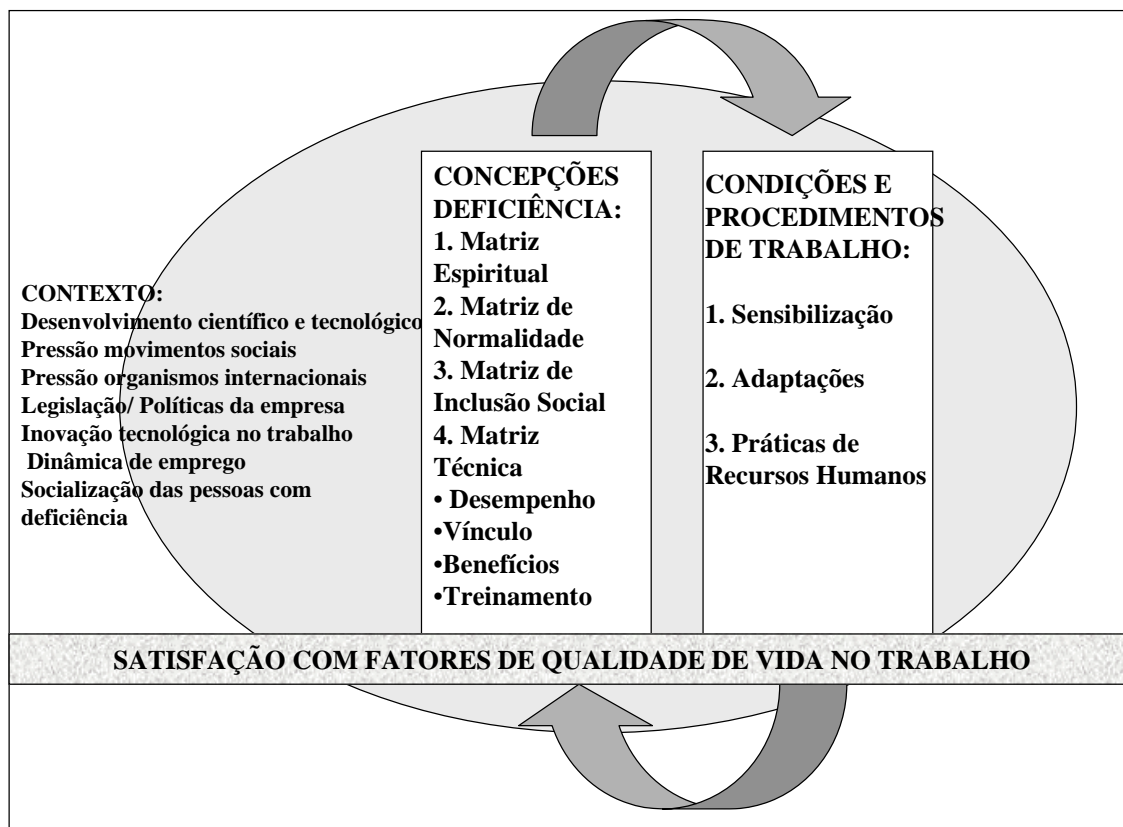 CONTEXTO:
Desenvolvimento científico e tecnológico
Pressão movimentos sociais
Pressão organismos internacionais
Legislação/ Políticas da empresa
Inovação tecnológica no trabalho
Dinâmica de emprego
Socialização das pessoas com
deficiência
CONCEPÇÕES
DEFICIÊNCIA:
1. Matriz
Espiritual
2. Matriz de
Normalidade
3. Matriz de
Inclusão Social
4. Matriz
Técnica
• Desempenho
•Vínculo
•Benefícios
•Treinamento
CONDIÇÕES E
PROCEDIMENTOS
DE TRABALHO:
1. Sensibilização
2. Adaptações
3. Práticas de
Recursos Humanos
SATISFAÇÃO COM FATORES DE QUALIDADE DE VIDA NO TRABALHO